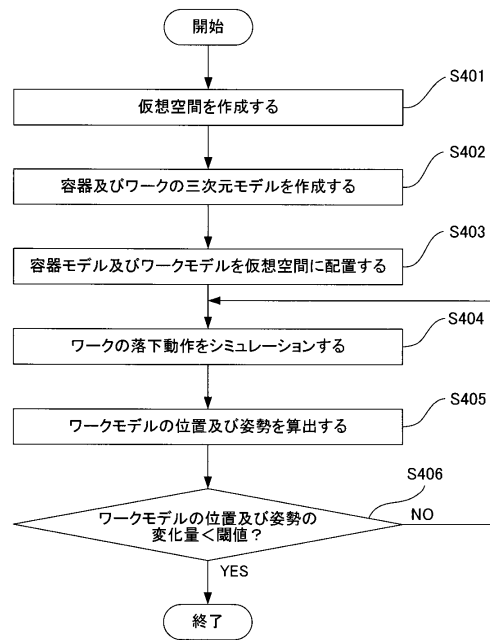 開始
S401
仮想空間を作成する
S402
容器及びワークの三次元モデルを作成する
S403
容器モデル及びワークモデルを仮想空間に配置する
S404
ワークの落下動作をシミュレーションする
S405
ワークモデルの位置及び姿勢を算出する
S406
ワークモデルの位置及び姿勢の
変化量<閾値?
NO
YES
終了